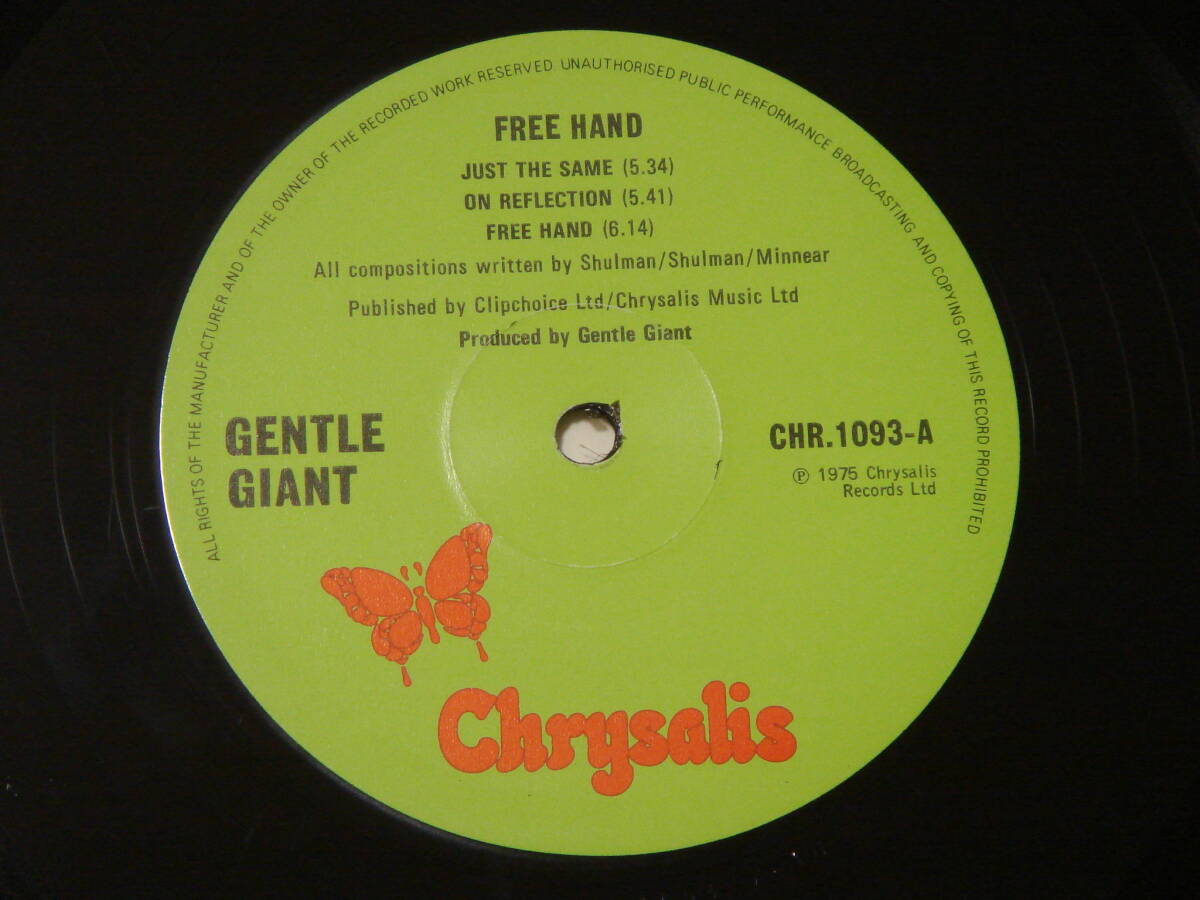 ALL RIGHTS OF THE MANUFACTURER AND OF THE OWNER OF THE RECORDED WORK RESERVED UNAUTHORISED PUBLIC PERFORMANCE BROADCASTING AND COPYING OF THIS RECORD PROHIBITED
FREE HAND
JUST THE SAME (5.34)
ON REFLECTION (5.41)
FREE HAND (6.14)
All compositions written by Shulman/Shulman/Minnear
Published by Clipchoice Ltd/Chrysalis Music Ltd
Produced by Gentle Giant
GENTLE
GIANT
CHR.1093-A
℗ 1975 Chrysalis
Records Ltd
Chrysalis